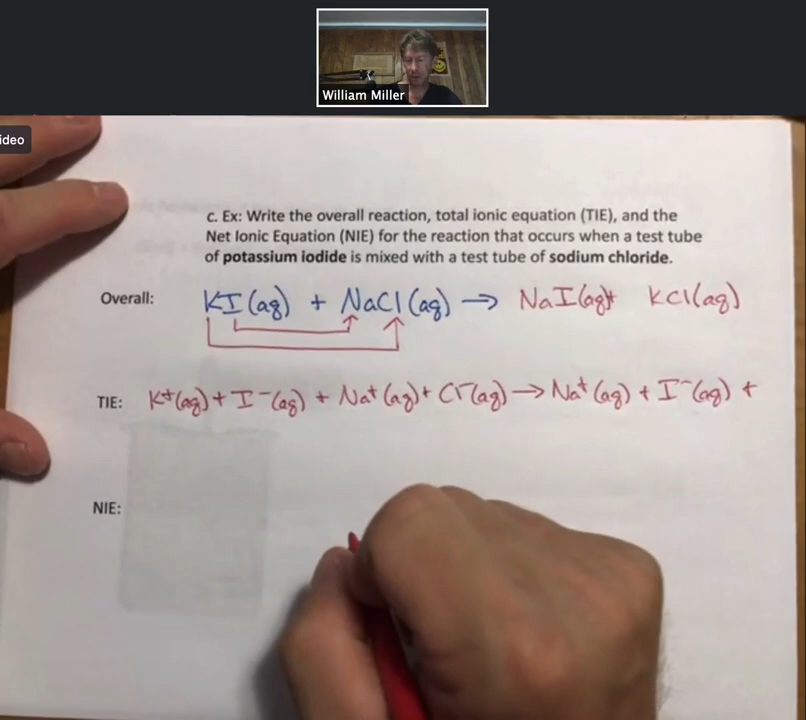 William Miller
ideo
c. Ex: Write the overall reaction, total ionic equation (TIE), and the
Net Ionic Equation (NIE) for the reaction that occurs when a test tube
of potassium iodide is mixed with a test tube of sodium chloride.
Overall: KI(aq) + NaCl(aq) → NaI(aq)+ KCl(aq)
TIE: K⁺(aq) + I⁻(aq) + Na⁺(aq) + Cl⁻(aq) → Na⁺(aq) + I⁻(aq) +
NIE: